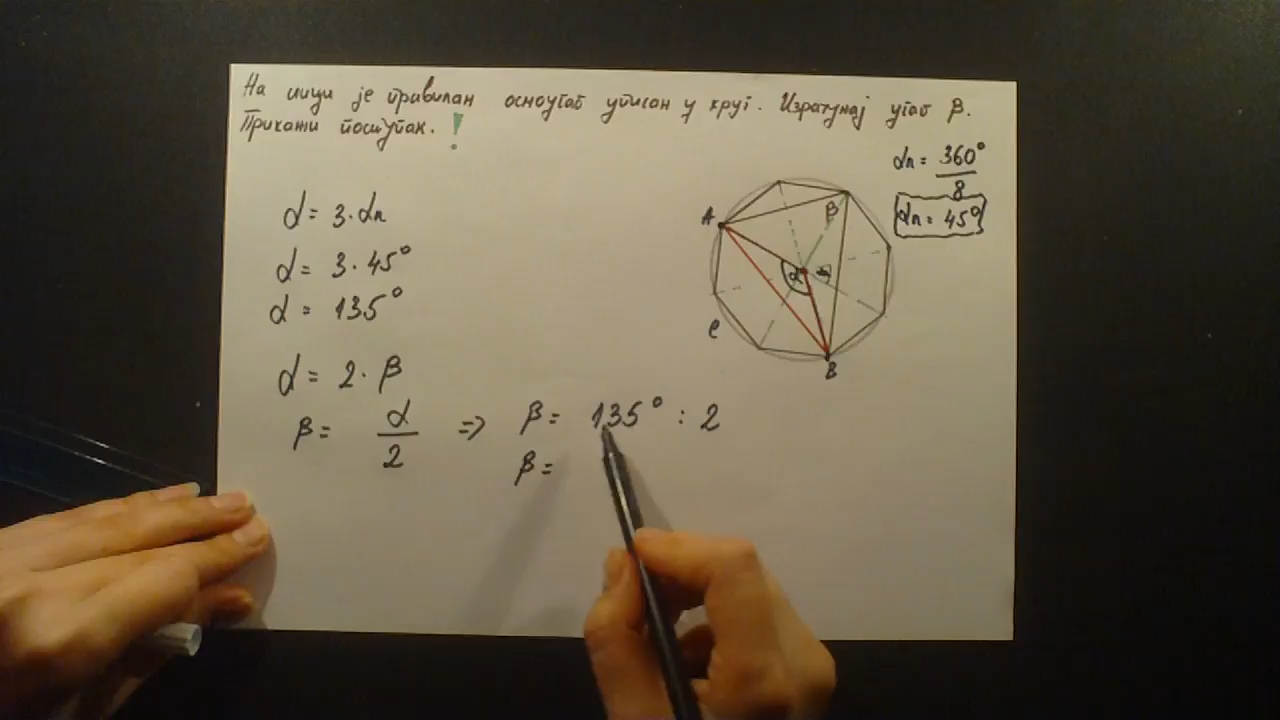 На слици је правилан осмоугао уписан у круг. Израчунај угао β.
Прикажи поступак. !
αn = 360°
8
αn = 45°
α = 3·αn
α = 3·45°
α = 135°
α = 2·β
β = α/2 => β = 135° : 2
β =
A
β
α
B
e